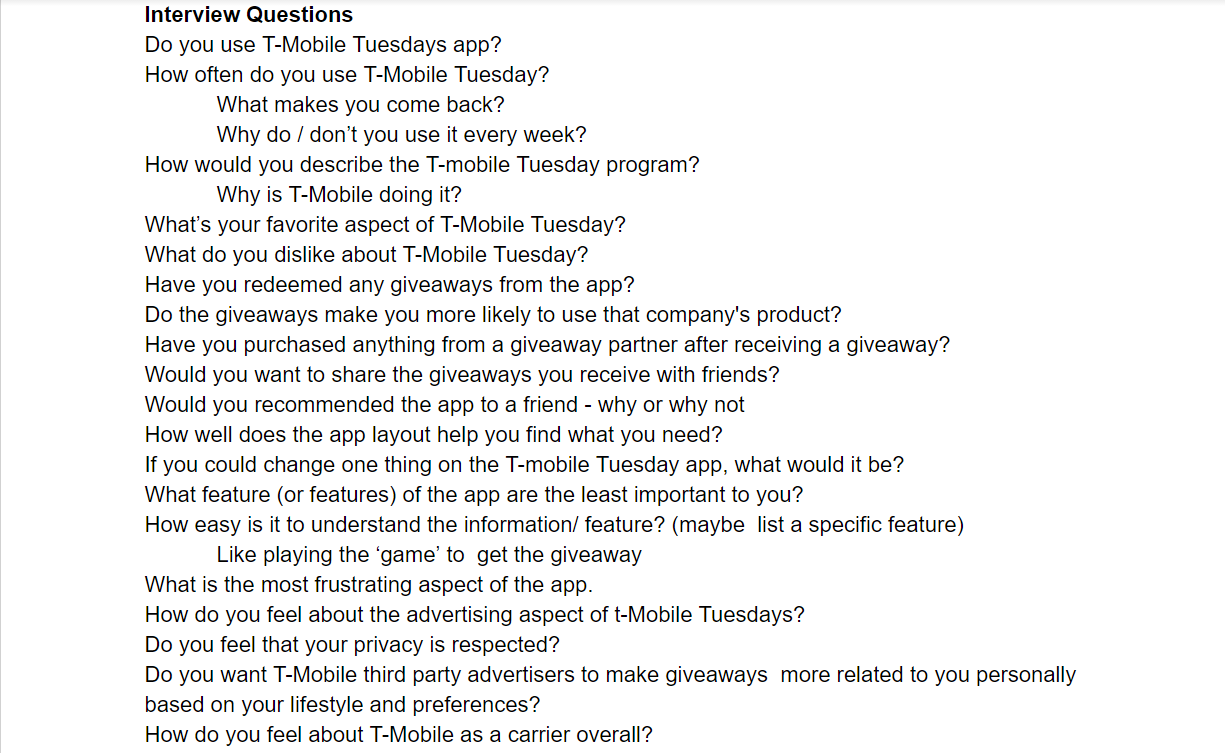 Interview Questions
Do you use T-Mobile Tuesdays app?
How often do you use T-Mobile Tuesday?
What makes you come back?
Why do / don’t you use it every week?
How would you describe the T-mobile Tuesday program?
Why is T-Mobile doing it?
What’s your favorite aspect of T-Mobile Tuesday?
What do you dislike about T-Mobile Tuesday?
Have you redeemed any giveaways from the app?
Do the giveaways make you more likely to use that company's product?
Have you purchased anything from a giveaway partner after receiving a giveaway?
Would you want to share the giveaways you receive with friends?
Would you recommended the app to a friend - why or why not
How well does the app layout help you find what you need?
If you could change one thing on the T-mobile Tuesday app, what would it be?
What feature (or features) of the app are the least important to you?
How easy is it to understand the information/ feature? (maybe  list a specific feature)
Like playing the ‘game’ to  get the giveaway
What is the most frustrating aspect of the app.
How do you feel about the advertising aspect of t-Mobile Tuesdays?
Do you feel that your privacy is respected?
Do you want T-Mobile third party advertisers to make giveaways  more related to you personally
based on your lifestyle and preferences?
How do you feel about T-Mobile as a carrier overall?